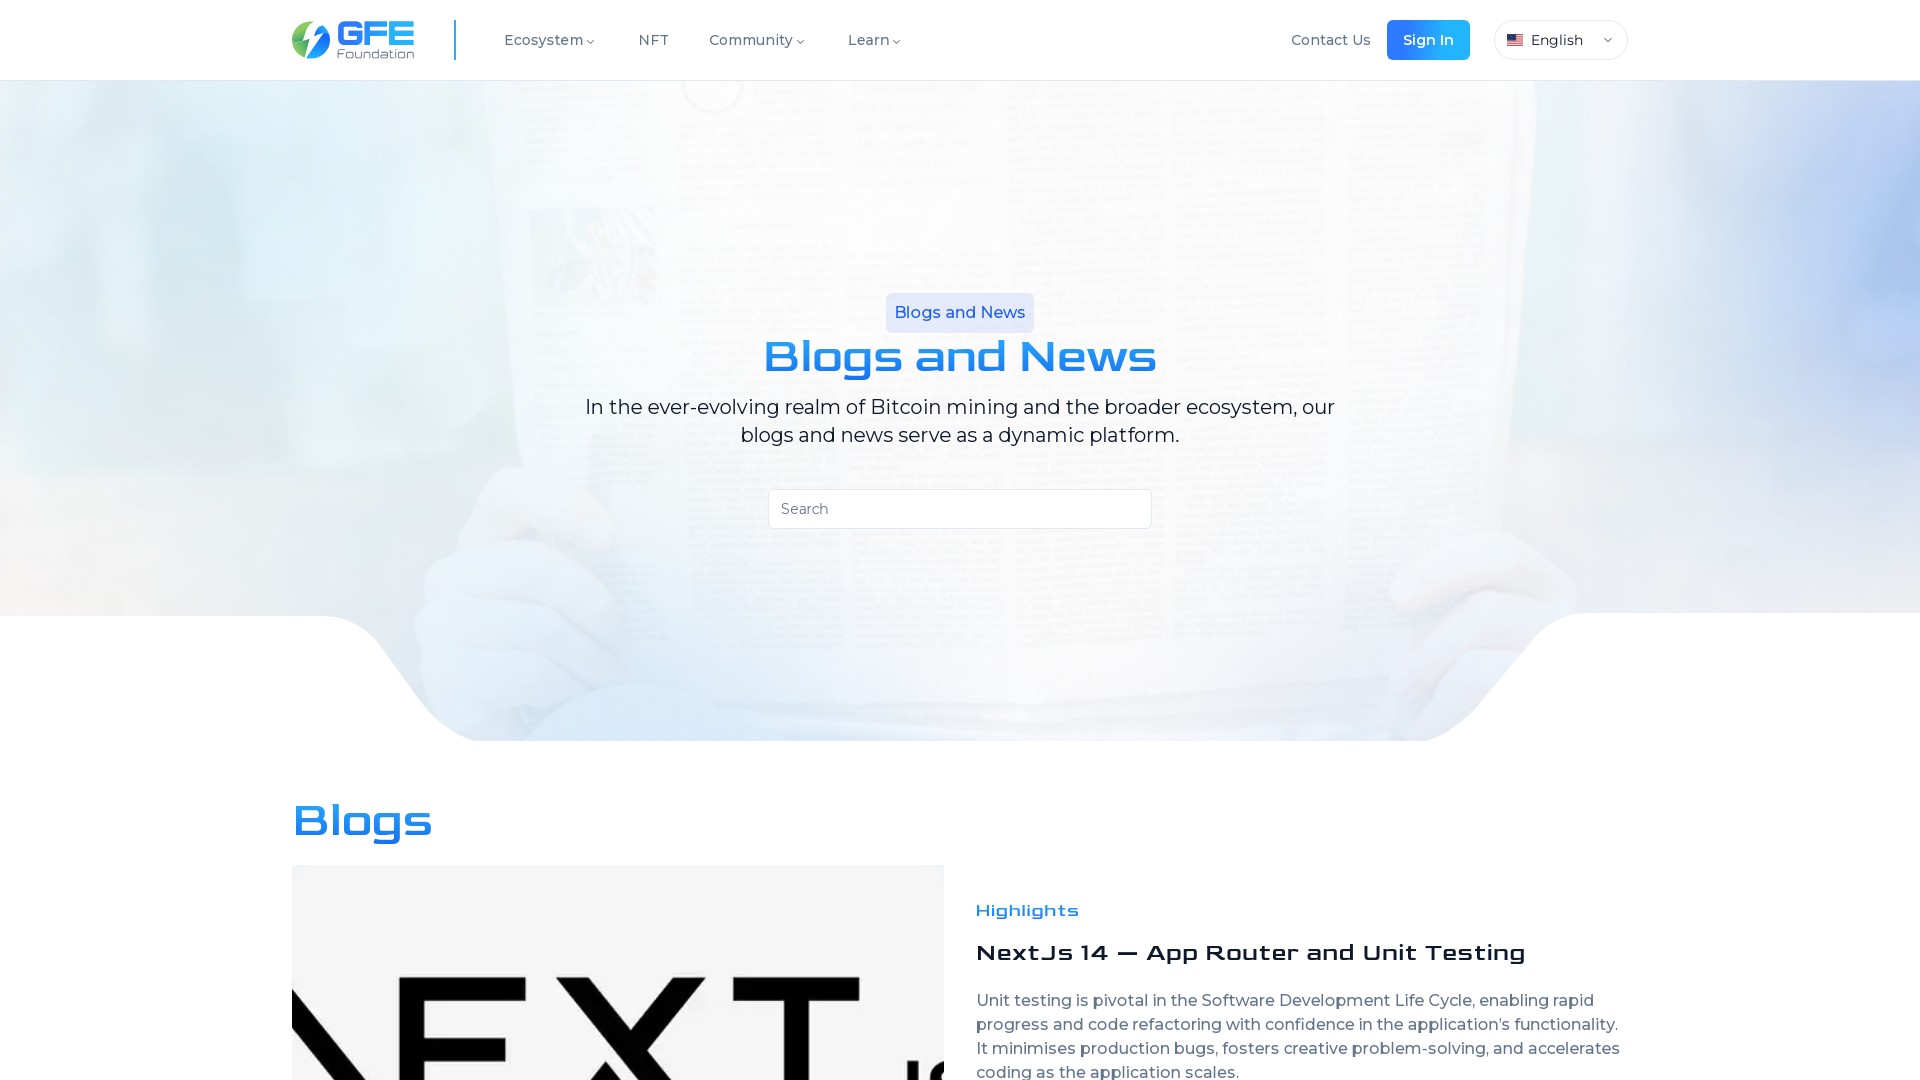 GFE
Foundation
Ecosystem
NFT
Community
Learn
Contact Us
Sign In
English
Blogs and News
Blogs and News
In the ever-evolving realm of Bitcoin mining and the broader ecosystem, our
blogs and news serve as a dynamic platform.
Search
Blogs
Highlights
NextJs 14 — App Router and Unit Testing
Unit testing is pivotal in the Software Development Life Cycle, enabling rapid
progress and code refactoring with confidence in the application's functionality.
It minimises production bugs, fosters creative problem-solving, and accelerates
coding as the application scales.
NEXT